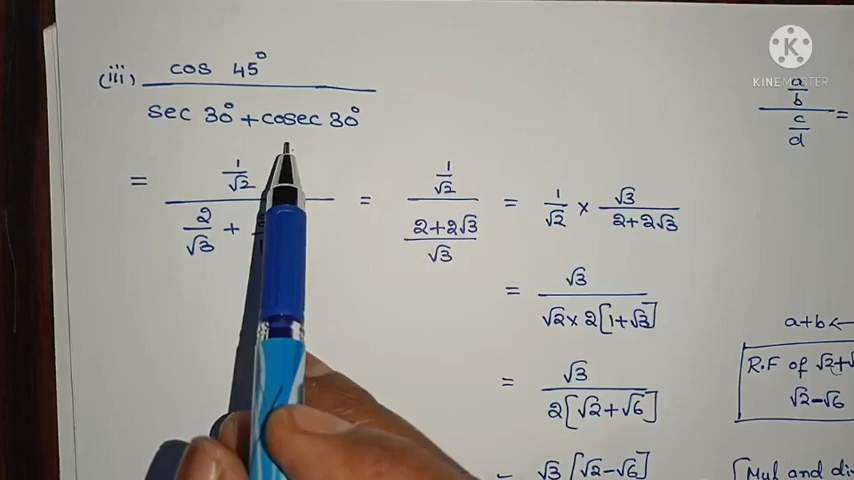 KINEMASTER
(iii) cos 45° / sec 30° + cosec 30°
a/b / c/d =
= 1/√2 / 2/√3 + = 1/√2 / 2+2√3/√3 = 1/√2 × √3/2+2√3
= √3 / √2 × 2[1+√3]
a+b ←
= √3 / 2[√2+√6]
R.F of √2+√
√2-√6
√3[√2-√6]
[Mul and di